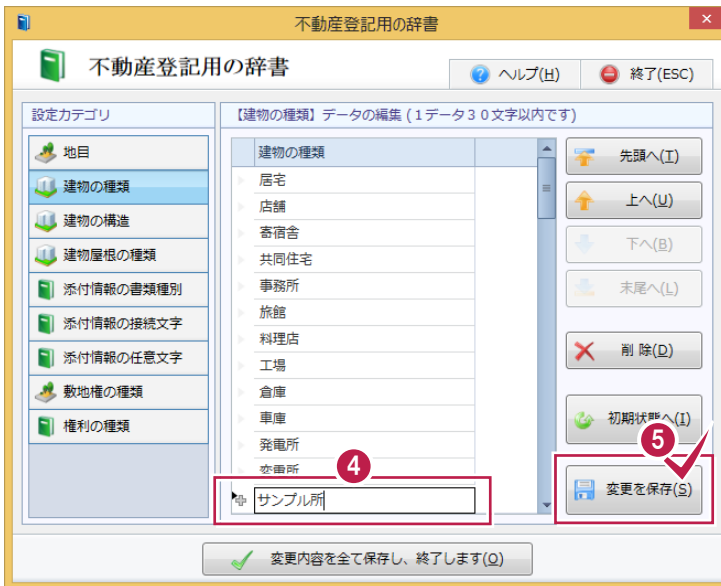 不動産登記用の辞書
×
不動産登記用の辞書
? ヘルプ(H)
終了(ESC)
設定カテゴリ
地目
建物の種類
建物の構造
建物屋根の種類
添付情報の書類種別
添付情報の接続文字
添付情報の任意文字
敷地権の種類
権利の種類
【建物の種類】データの編集 (1データ30文字以内です)
建物の種類
居宅
店舗
寄宿舎
共同住宅
事務所
旅館
料理店
工場
倉庫
車庫
発電所
変電所
サンプル所
4
先頭へ(T)
上へ(U)
下へ(B)
末尾へ(L)
削 除(D)
初期状態へ(I)
5
変更を保存(S)
変更内容を全て保存し、終了します(O)